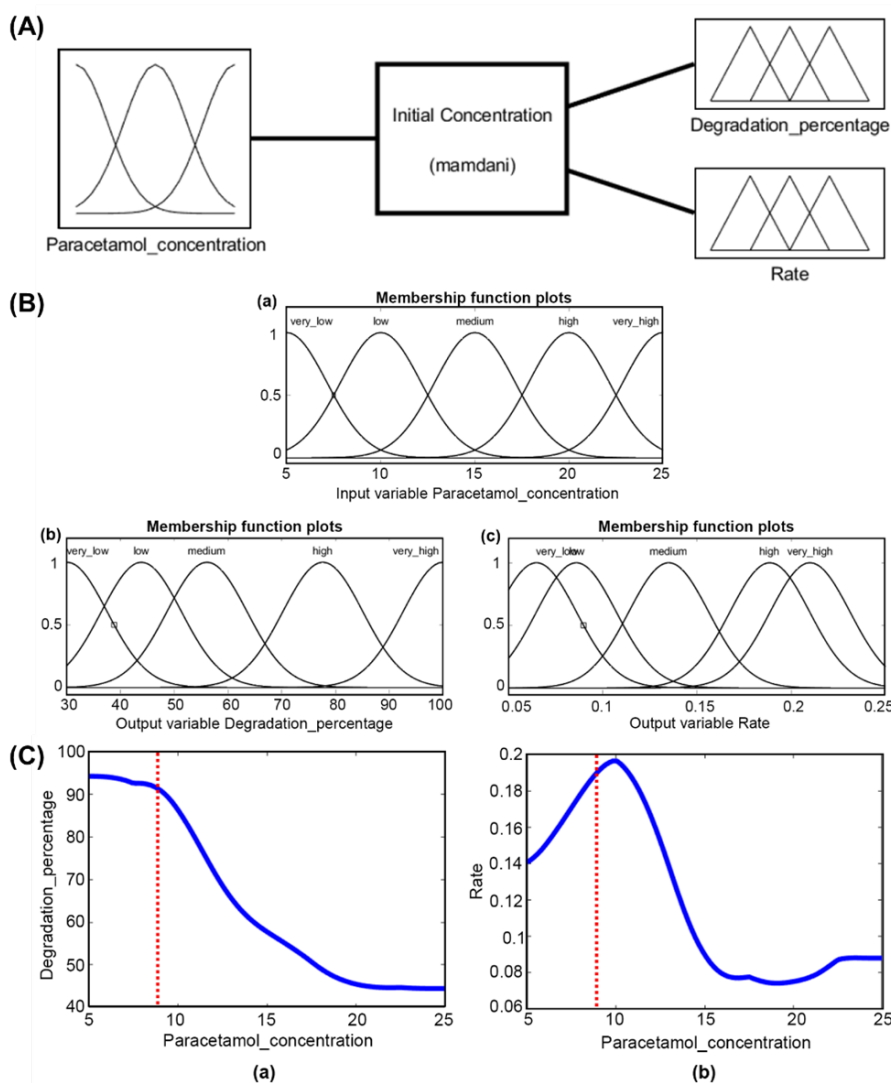 (A)
Paracetamol_concentration
Initial Concentration
(mamdani)
Degradation_percentage
Rate
(B)
(a)
Membership function plots
very_low low medium high very_high
1
0.5
0
5 10 15 20 25
Input variable Paracetamol_concentration
(b)
Membership function plots
very_low low medium high very_high
1
0.5
0
30 40 50 60 70 80 90 100
Output variable Degradation_percentage
(c)
Membership function plots
very_low low medium high very_high
1
0.5
0
0.05 0.1 0.15 0.2 0.25
Output variable Rate
(C)
Degradation_percentage
100
90
80
70
60
50
40
5 10 15 20 25
Paracetamol_concentration
(a)
Rate
0.2
0.18
0.16
0.14
0.12
0.1
0.08
0.06
5 10 15 20 25
Paracetamol_concentration
(b)